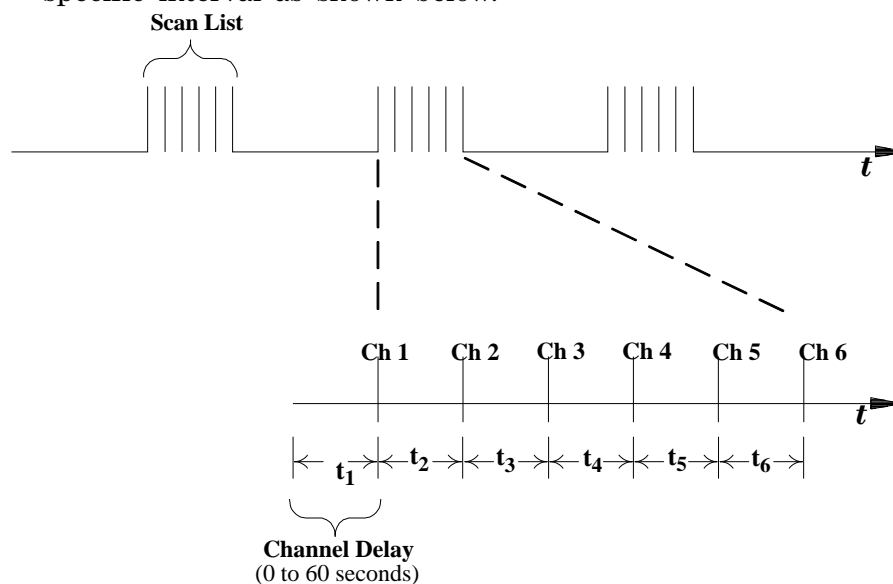 specific interval as shown below.
Scan List
t
Ch 1 Ch 2 Ch 3 Ch 4 Ch 5 Ch 6
t
t1 t2 t3 t4 t5 t6
Channel Delay
(0 to 60 seconds)